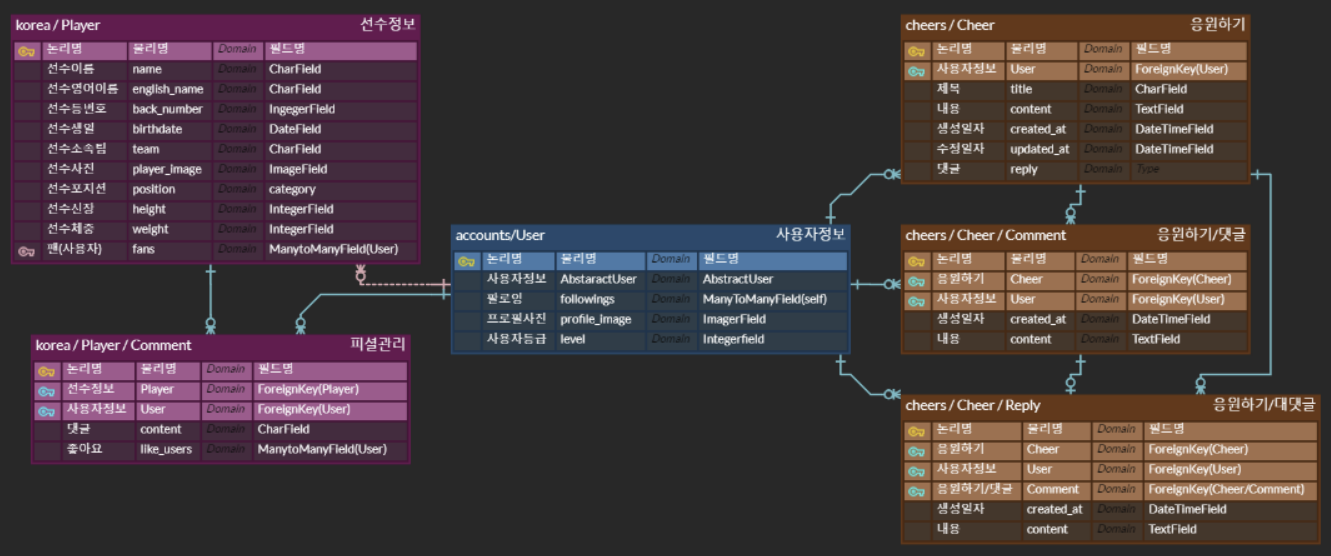 korea / Player 선수정보
논리명 물리명 Domain 필드명
선수이름 name Domain CharField
선수영어이름 english_name Domain CharField
선수등번호 back_number Domain IngegerField
선수생일 birthdate Domain DateField
선수소속팀 team Domain CharField
선수사진 player_image Domain ImageField
선수포지션 position Domain category
선수신장 height Domain IntegerField
선수체중 weight Domain IntegerField
팬(사용자) fans Domain ManytoManyField(User)
korea / Player / Comment 피셜관리
논리명 물리명 Domain 필드명
선수정보 Player Domain ForeignKey(Player)
사용자정보 User Domain ForeignKey(User)
댓글 content Domain CharField
좋아요 like_users Domain ManytoManyField(User)
accounts/User 사용자정보
논리명 물리명 Domain 필드명
사용자정보 AbstaractUser Domain AbstractUser
팔로잉 followings Domain ManyToManyField(self)
프로필사진 profile_image Domain ImagerField
사용자등급 level Domain Integerfield
cheers / Cheer 응원하기
논리명 물리명 Domain 필드명
사용자정보 User Domain ForeignKey(User)
제목 title Domain CharField
내용 content Domain TextField
생성일자 created_at Domain DateTimeField
수정일자 updated_at Domain DateTimeField
댓글 reply Domain Type
cheers / Cheer / Comment 응원하기/댓글
논리명 물리명 Domain 필드명
응원하기 Cheer Domain ForeignKey(Cheer)
사용자정보 User Domain ForeignKey(User)
생성일자 created_at Domain DateTimeField
내용 content Domain TextField
cheers / Cheer / Reply 응원하기/대댓글
논리명 물리명 Domain 필드명
응원하기 Cheer Domain ForeignKey(Cheer)
사용자정보 User Domain ForeignKey(User)
응원하기/댓글 Comment Domain ForeignKey(Cheer/Comment)
생성일자 created_at Domain DateTimeField
내용 content Domain TextField